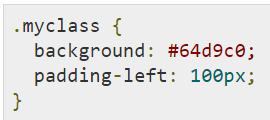 .myclass {
  background: #64d9c0;
  padding-left: 100px;
}